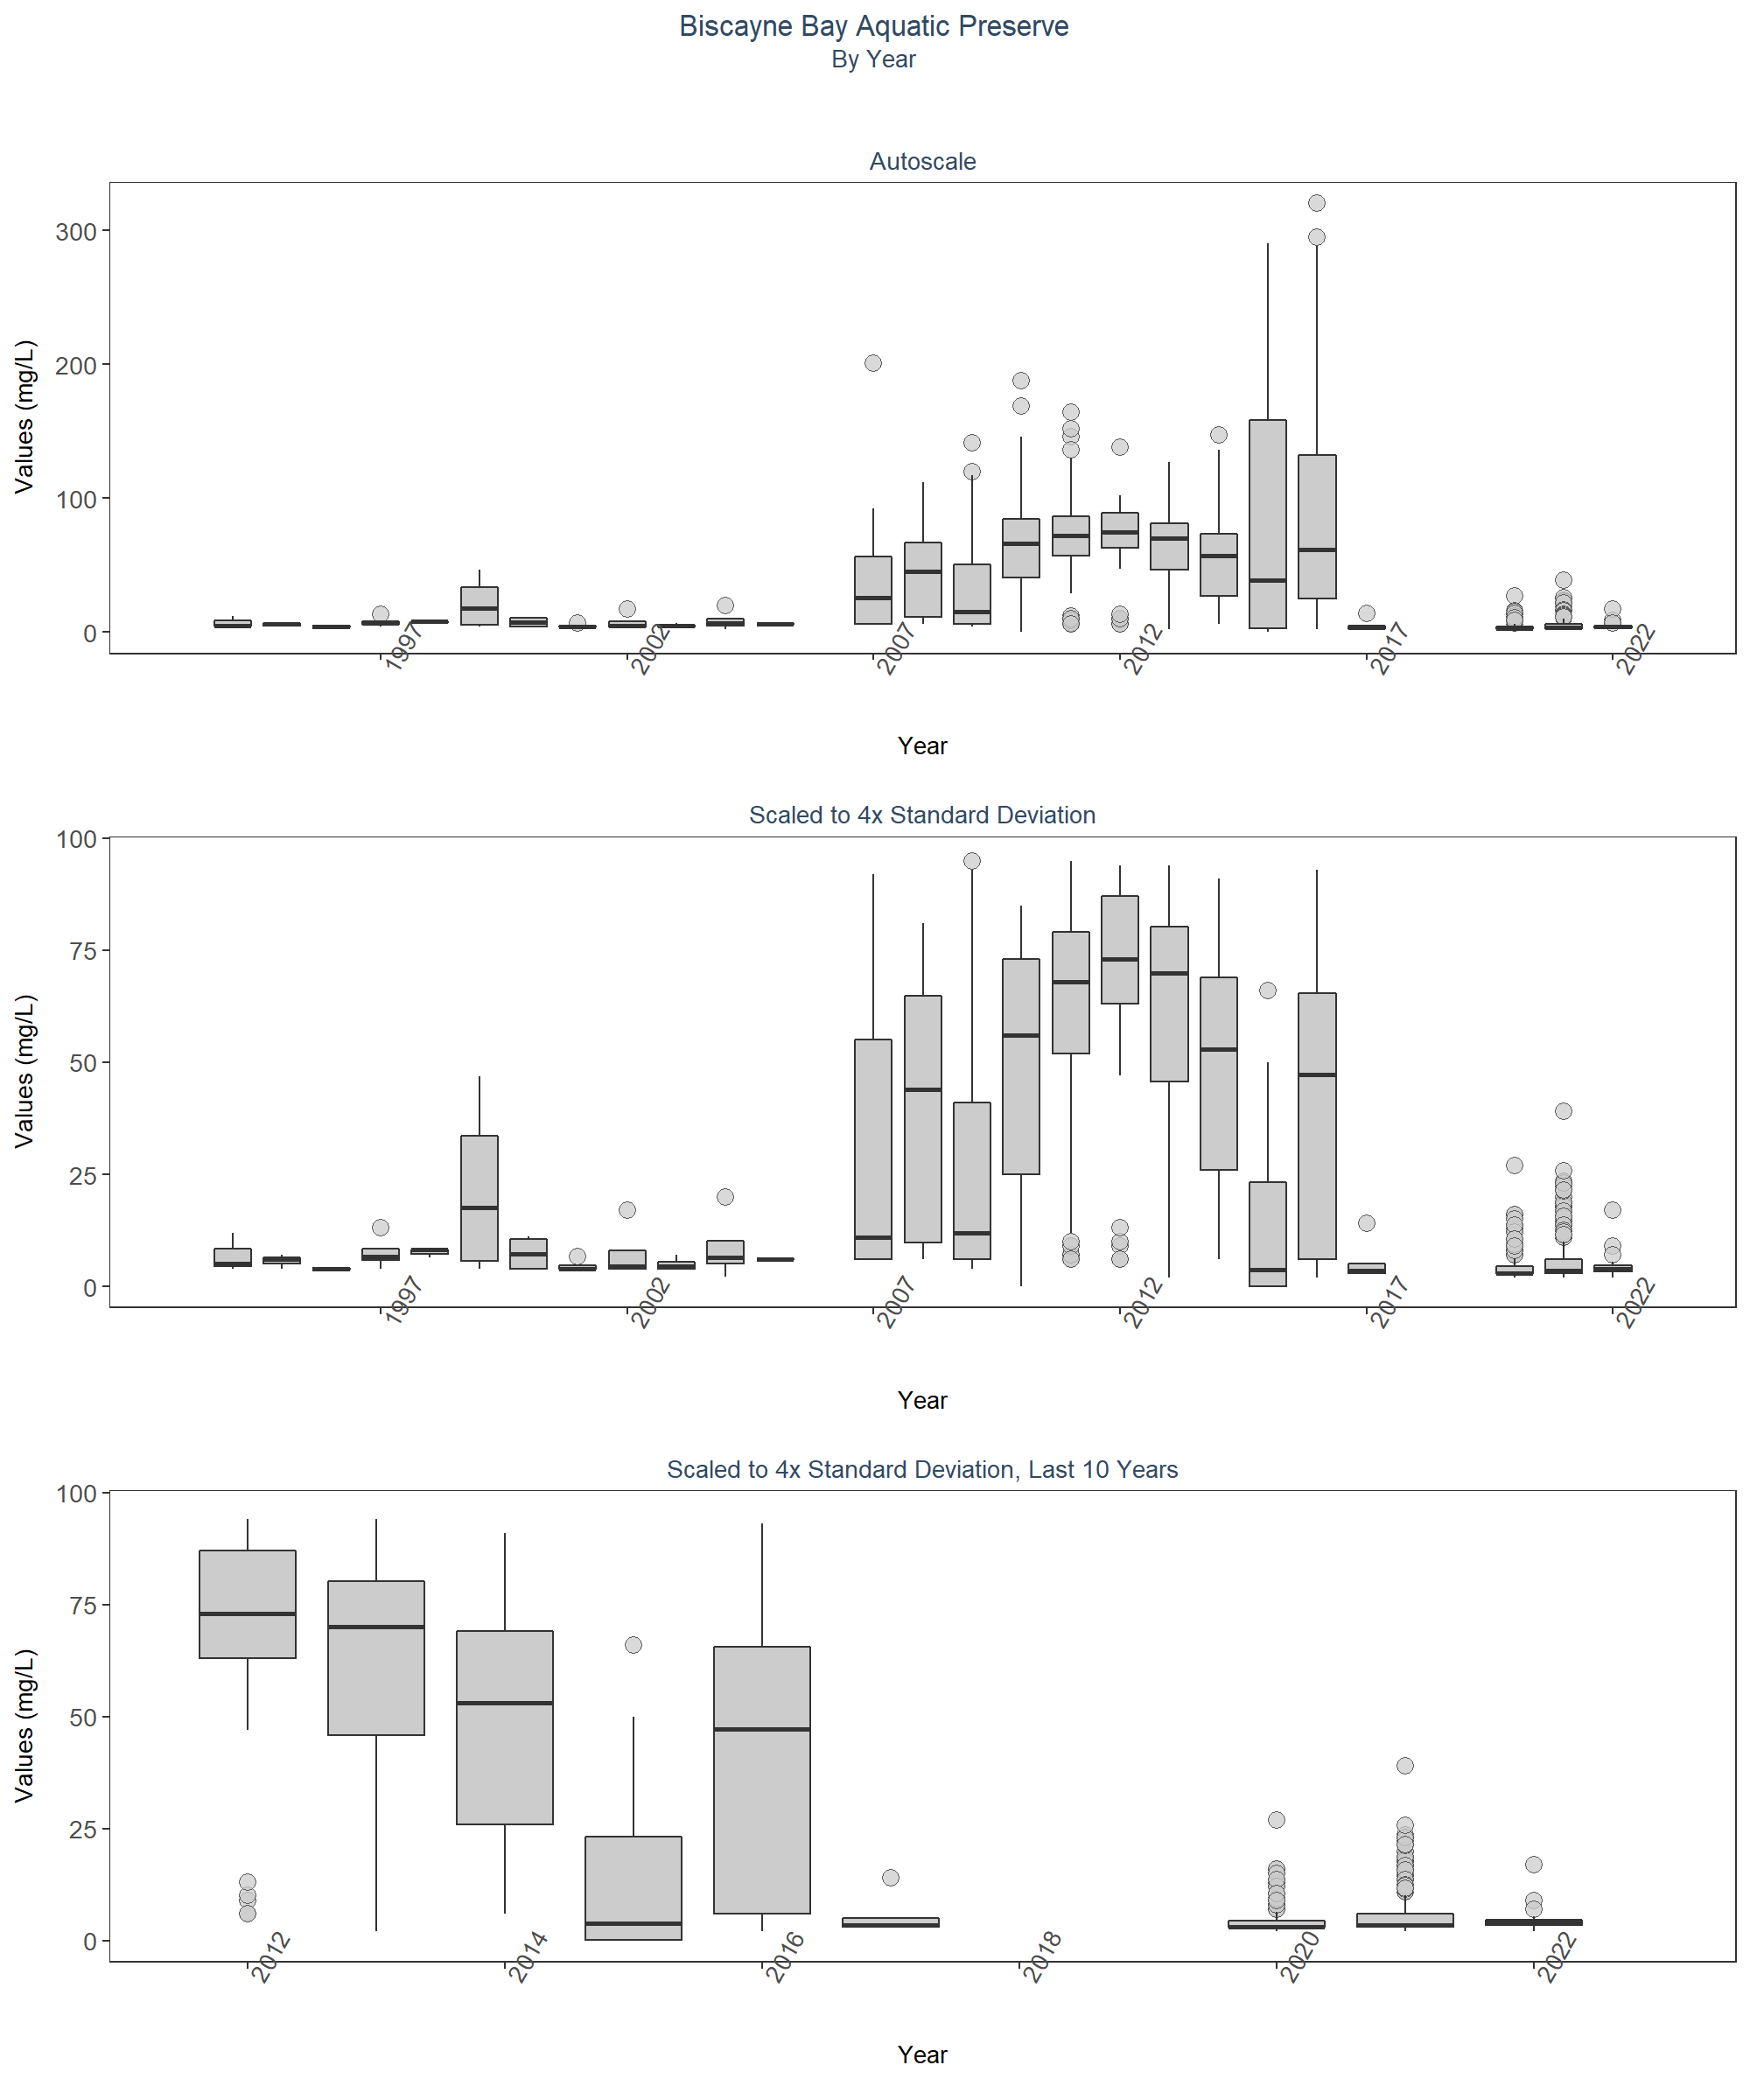 Biscayne Bay Aquatic Preserve
By Year
Autoscale
Values (mg/L)
300
200
100
0
1997
2002
2007
2012
2017
2022
Year
Scaled to 4x Standard Deviation
Values (mg/L)
100
75
50
25
0
1997
2002
2007
2012
2017
2022
Year
Scaled to 4x Standard Deviation, Last 10 Years
Values (mg/L)
100
75
50
25
0
2012
2014
2016
2018
2020
2022
Year